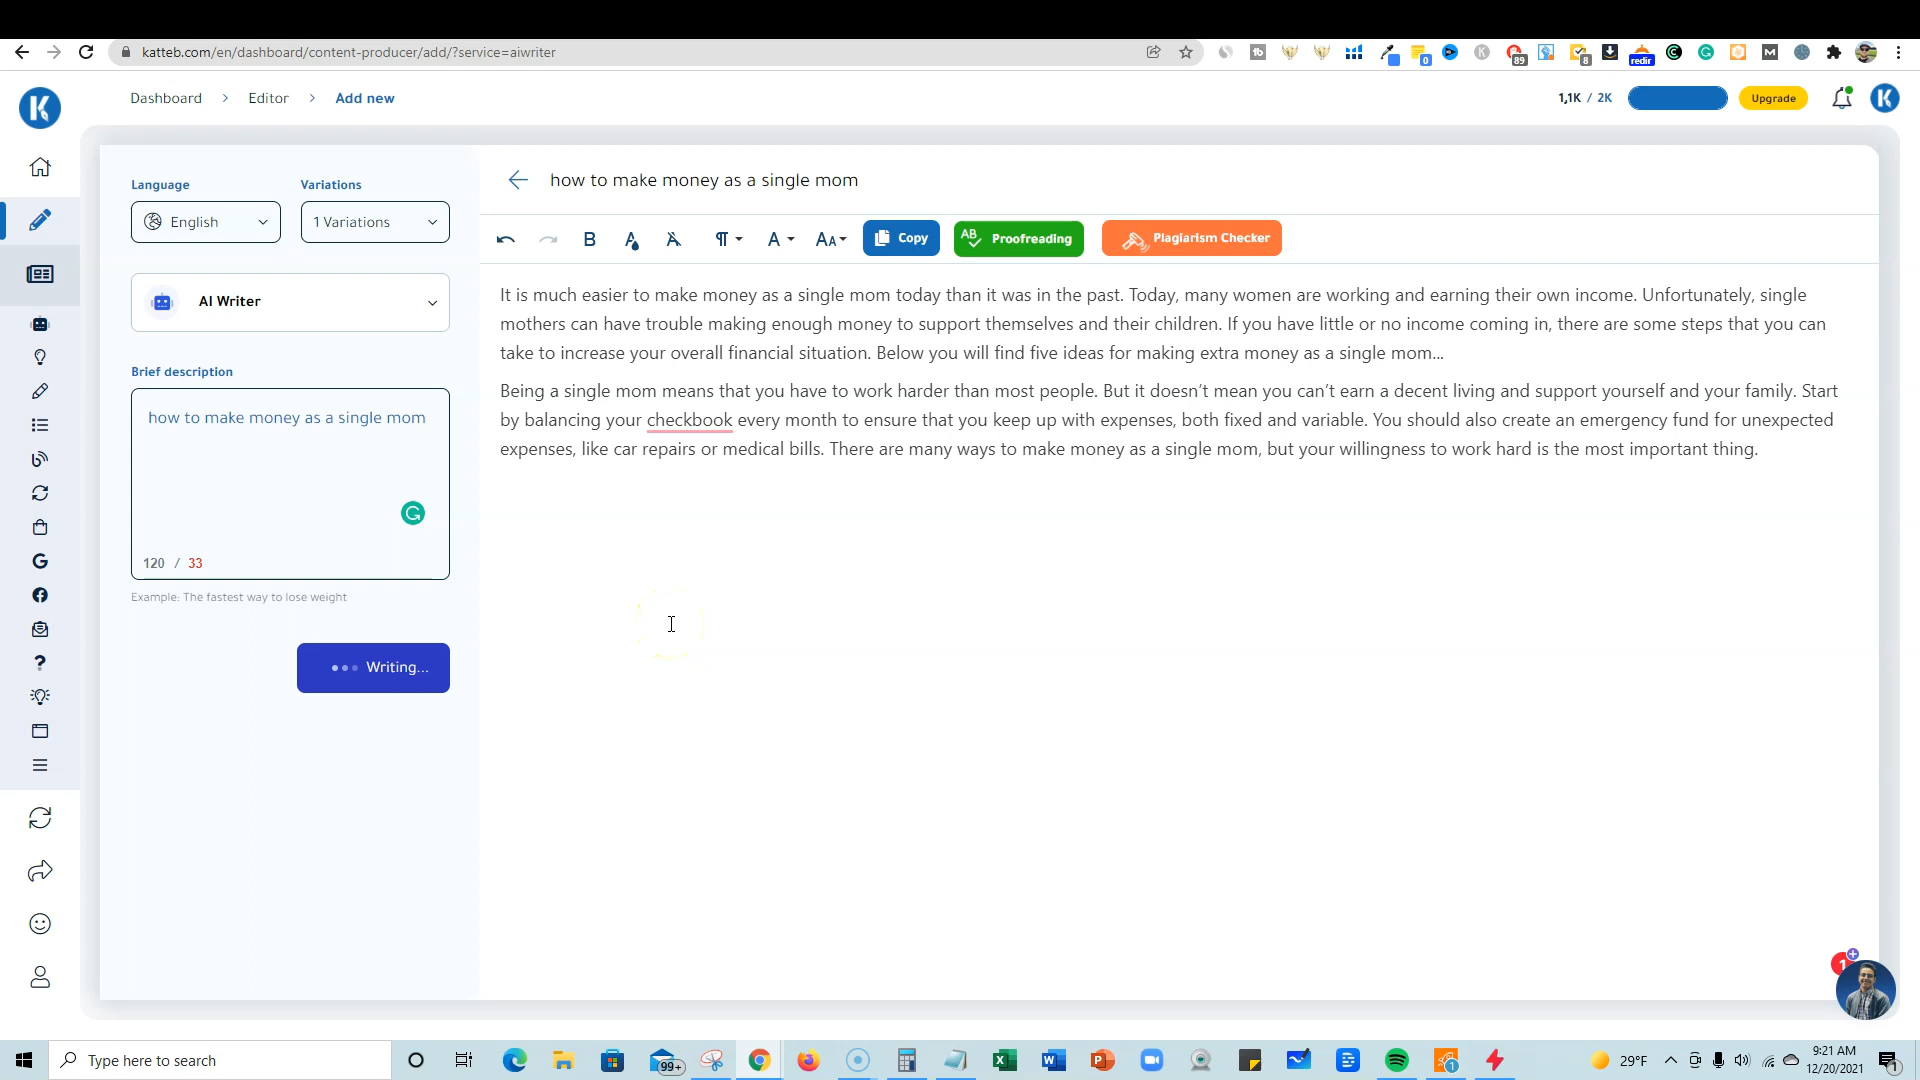 katteb.com/en/dashboard/content-producer/add/?service=aiwriter
89
0
8
redir
Dashboard > Editor > Add new
1,1K / 2K
Upgrade
Language
Variations
English
1 Variations
AI Writer
Brief description
how to make money as a single mom
120 / 33
Example: The fastest way to lose weight
Writing...
how to make money as a single mom
Copy
Proofreading
Plagiarism Checker
It is much easier to make money as a single mom today than it was in the past. Today, many women are working and earning their own income. Unfortunately, single
mothers can have trouble making enough money to support themselves and their children. If you have little or no income coming in, there are some steps that you can
take to increase your overall financial situation. Below you will find five ideas for making extra money as a single mom...
Being a single mom means that you have to work harder than most people. But it doesn't mean you can't earn a decent living and support yourself and your family. Start
by balancing your checkbook every month to ensure that you keep up with expenses, both fixed and variable. You should also create an emergency fund for unexpected
expenses, like car repairs or medical bills. There are many ways to make money as a single mom, but your willingness to work hard is the most important thing.
1
Type here to search
99+
1
29°F
9:21 AM
12/20/2021
1